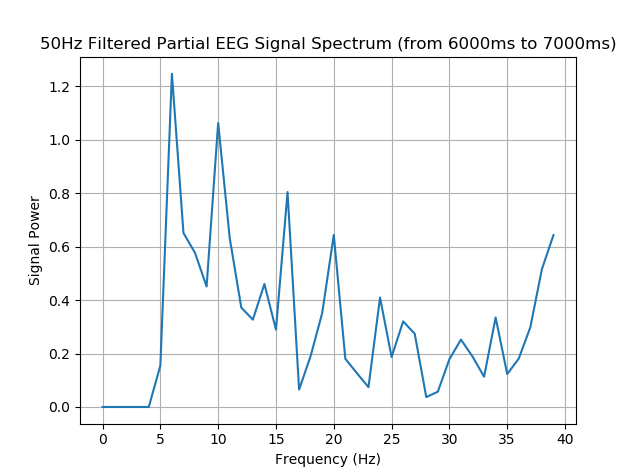 50Hz Filtered Partial EEG Signal Spectrum (from 6000ms to 7000ms)
1.2
1.0
0.8
0.6
0.4
0.2
0.0
Signal Power
0 5 10 15 20 25 30 35 40
Frequency (Hz)